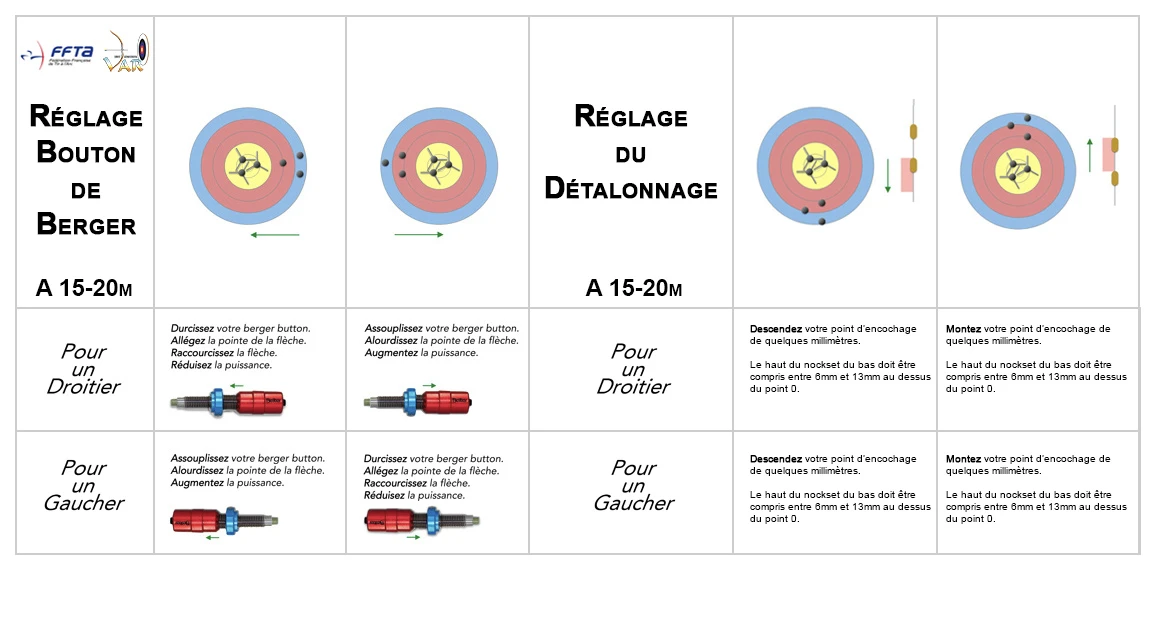 FFTA
Fédération Française
de Tir à l'Arc
VAR
RÉGLAGE
BOUTON
DE
BERGER
A 15-20M
RÉGLAGE
DU
DÉTALONNAGE
A 15-20M
Pour
un
Droitier
Durcissez votre berger button.
Allégez la pointe de la flèche.
Raccourcissez la flèche.
Réduisez la puissance.
Assouplissez votre berger button.
Alourdissez la pointe de la flèche.
Augmentez la puissance.
Pour
un
Droitier
Descendez votre point d'encochage
de quelques millimètres.
Le haut du nockset du bas doit être
compris entre 6mm et 13mm au dessus
du point 0.
Montez votre point d'encochage de
quelques millimètres.
Le haut du nockset du bas doit être
compris entre 6mm et 13mm au dessus
du point 0.
Pour
un
Gaucher
Assouplissez votre berger button.
Alourdissez la pointe de la flèche.
Augmentez la puissance.
Durcissez votre berger button.
Allégez la pointe de la flèche.
Raccourcissez la flèche.
Réduisez la puissance.
Pour
un
Gaucher
Descendez votre point d'encochage
de quelques millimètres.
Le haut du nockset du bas doit être
compris entre 6mm et 13mm au dessus
du point 0.
Montez votre point d'encochage de
quelques millimètres.
Le haut du nockset du bas doit être
compris entre 6mm et 13mm au dessus
du point 0.